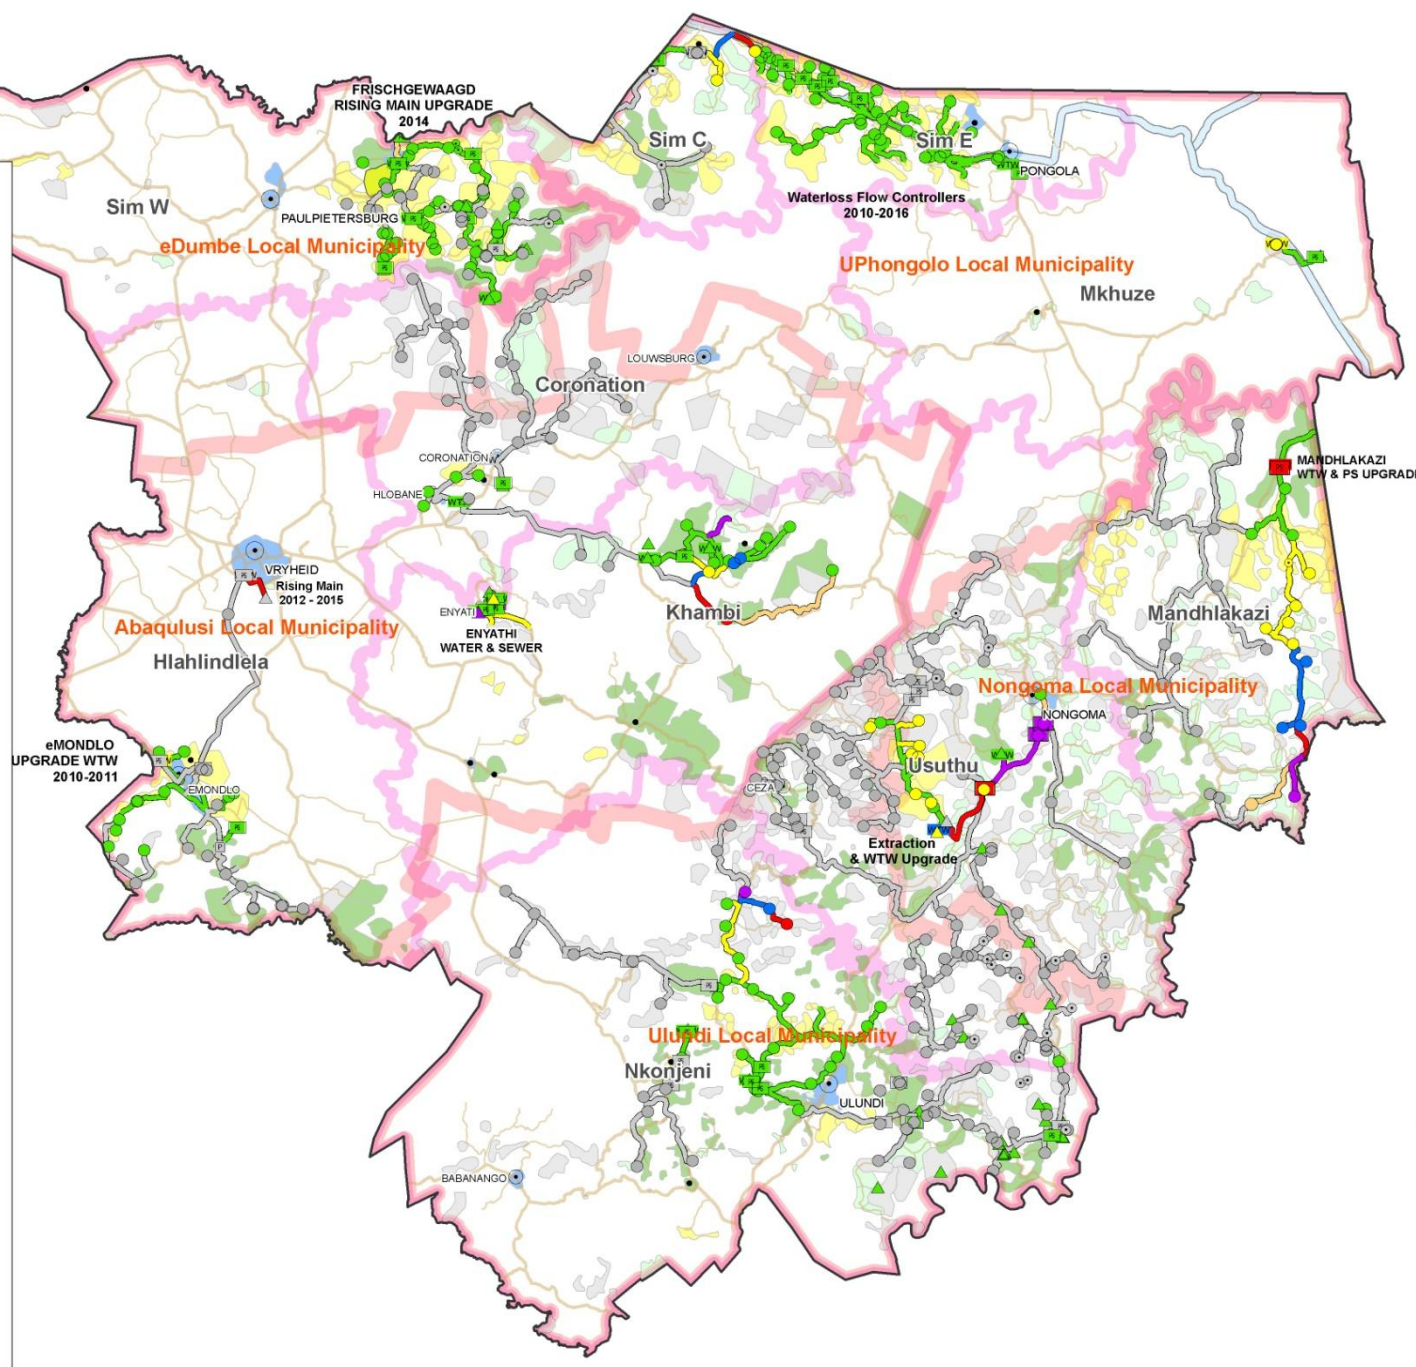 FRISCHGEWAAGD
RISING MAIN UPGRADE
2014
Sim C
Sim E
PONGOLA
Sim W
Waterloss Flow Controllers
2010-2016
PAULPIETERSBURG
eDumbe Local Municipality
UPhongolo Local Municipality
Mkhuze
LOUWSBURG
Coronation
CORONATION
HLOBANE
MANDHLAKAZI
WTW & PS UPGRADE
VRYHEID
Rising Main
2012 - 2015
Abaqulusi Local Municipality
Hlahlindlela
ENYATI
ENYATHI
WATER & SEWER
Khambi
Mandhlakazi
Nongoma Local Municipality
NONGOMA
eMONDLO
UPGRADE WTW
2010-2011
EMONDLO
Usuthu
CEZA
Extraction
& WTW Upgrade
Ulundi Local Municipality
Nkonjeni
ULUNDI
BABANANGO